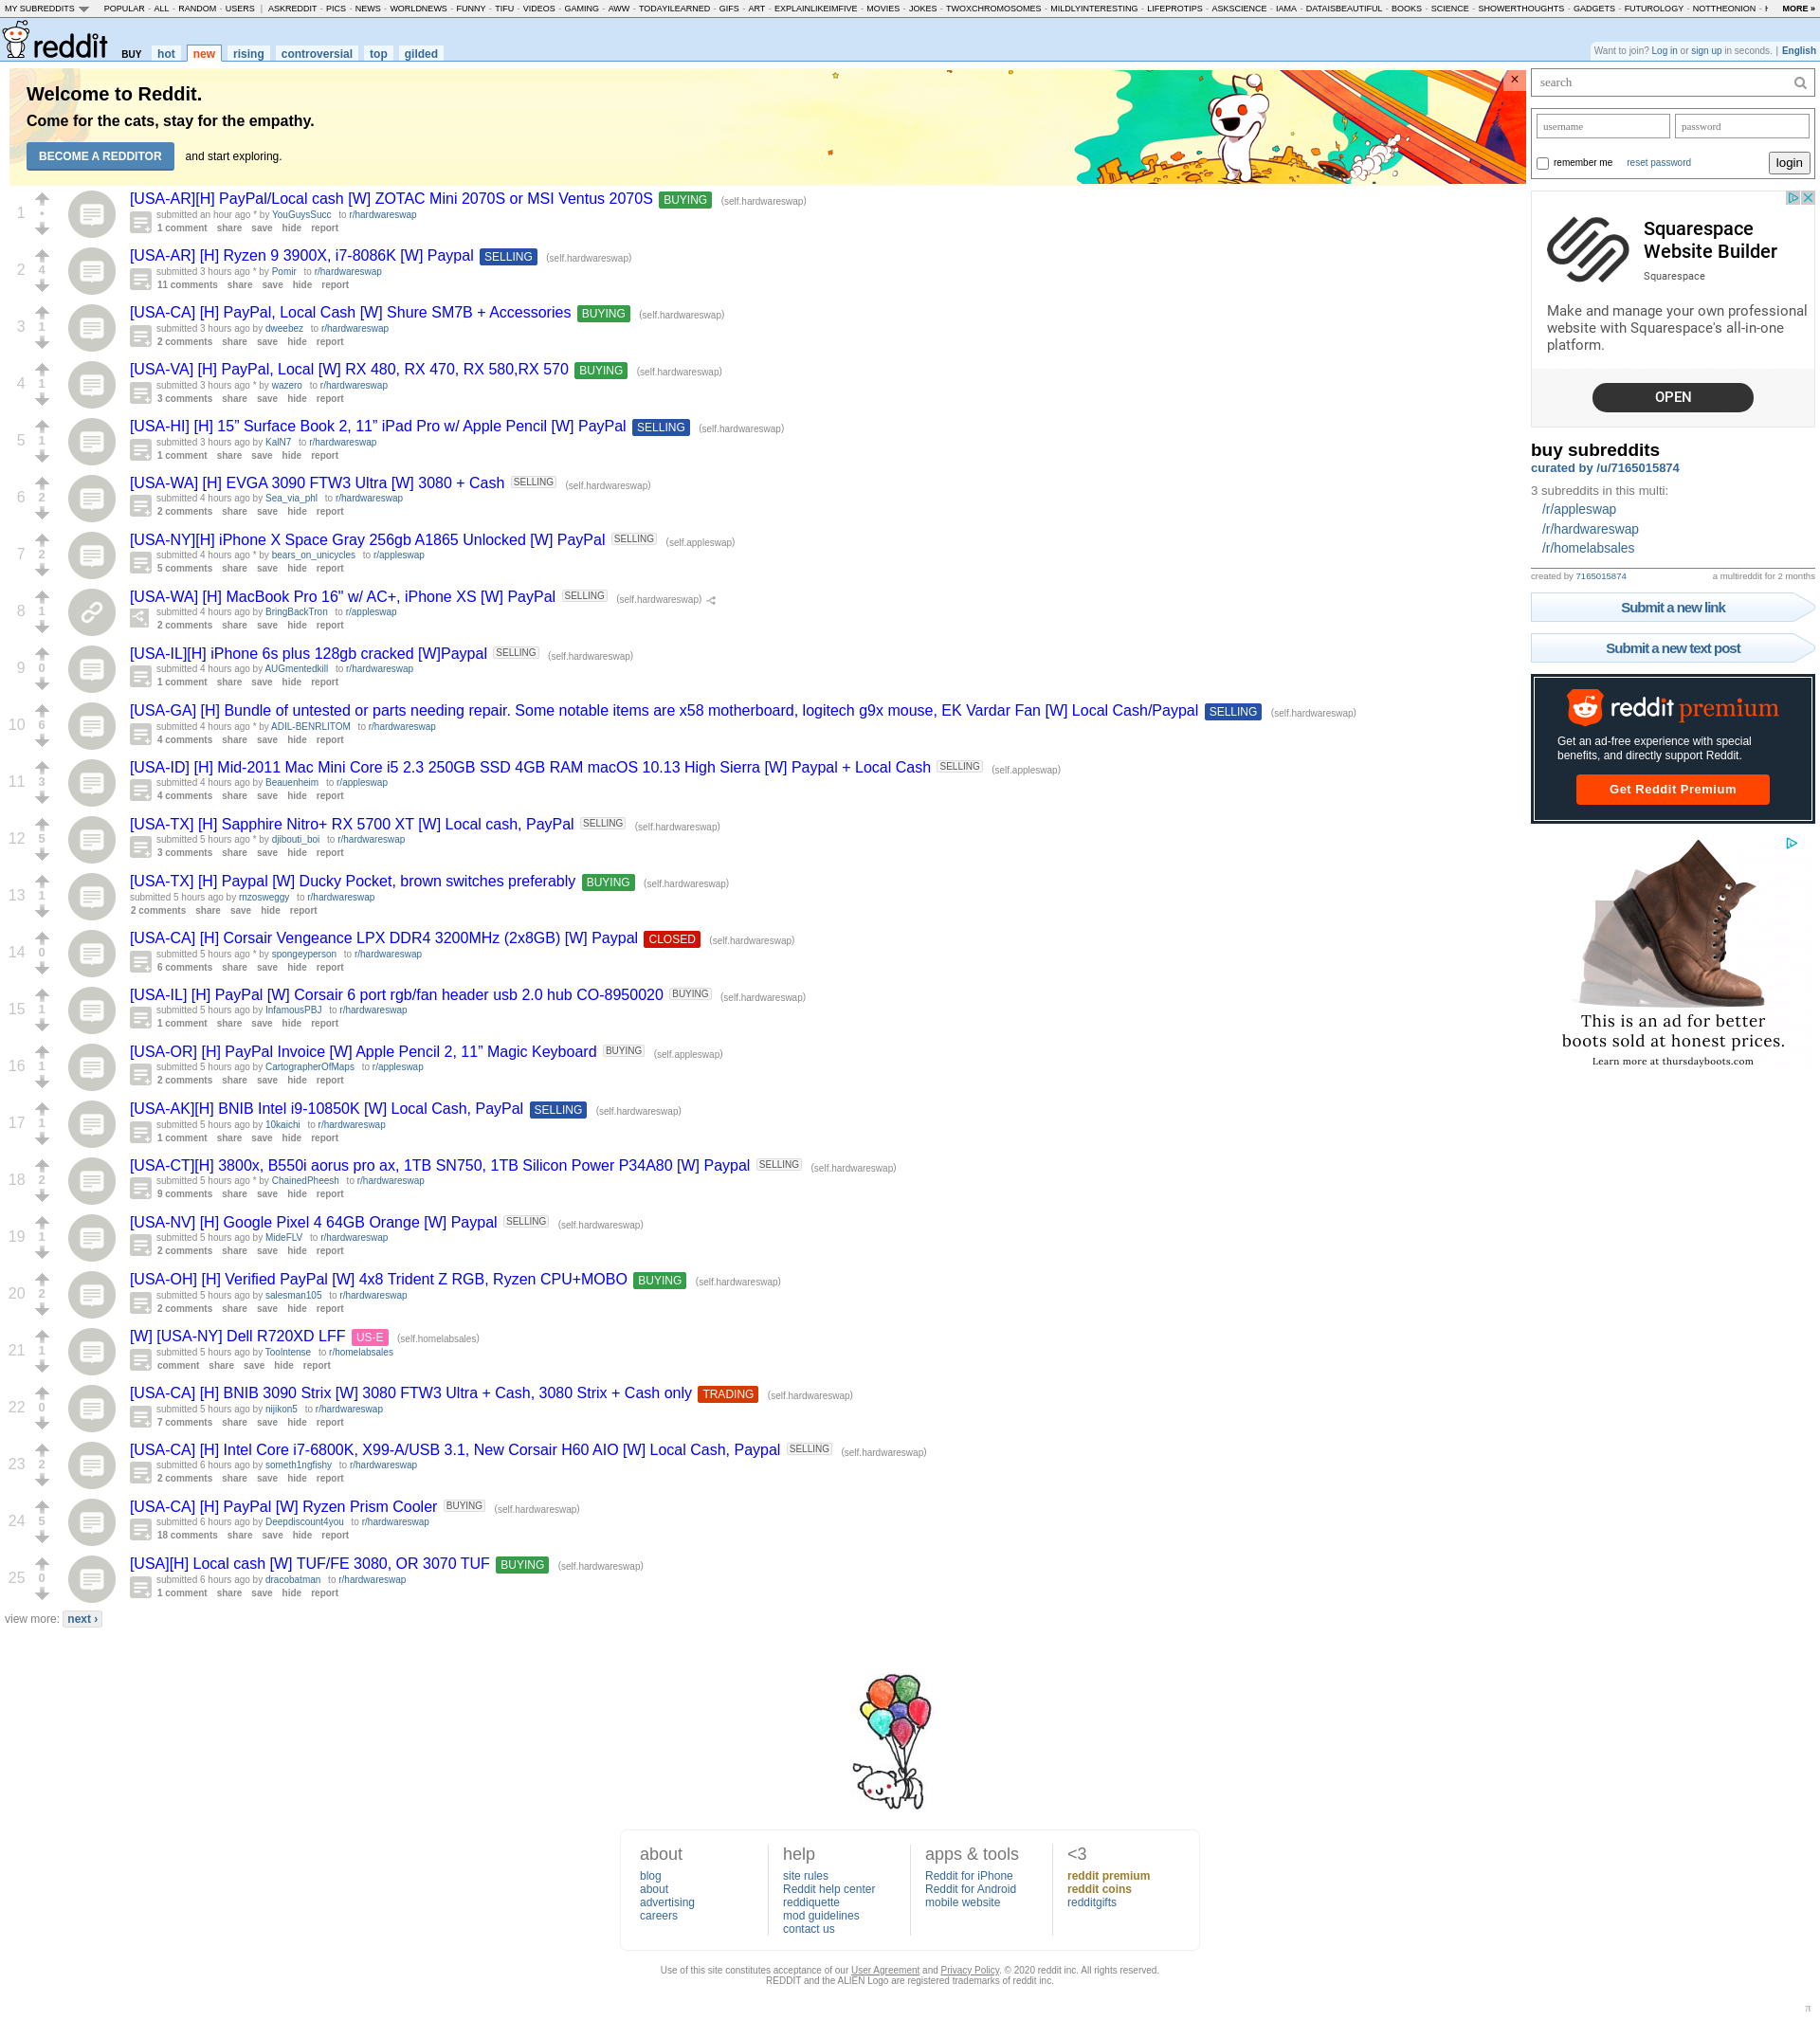 MY SUBREDDITS POPULAR - ALL - RANDOM - USERS | ASKREDDIT - PICS - NEWS - WORLDNEWS - FUNNY - TIFU - VIDEOS - GAMING - AWW - TODAYILEARNED - GIFS - ART - EXPLAINLIKEIMFIVE - MOVIES - JOKES - TWOXCHROMOSOMES - MILDLYINTERESTING - LIFEPROTIPS - ASKSCIENCE - IAMA - DATAISBEAUTIFUL - BOOKS - SCIENCE - SHOWERTHOUGHTS - GADGETS - FUTUROLOGY - NOTTHEONION - MORE »
reddit BUY hot new rising controversial top gilded
Want to join? Log in or sign up in seconds. | English
Welcome to Reddit.
Come for the cats, stay for the empathy.
BECOME A REDDITOR and start exploring.
×
1
[USA-AR][H] PayPal/Local cash [W] ZOTAC Mini 2070S or MSI Ventus 2070S BUYING (self.hardwareswap)
submitted an hour ago * by YouGuysSucc to r/hardwareswap
1 comment share save hide report
2 4
[USA-AR] [H] Ryzen 9 3900X, i7-8086K [W] Paypal SELLING (self.hardwareswap)
submitted 3 hours ago * by Pomir to r/hardwareswap
11 comments share save hide report
3 1
[USA-CA] [H] PayPal, Local Cash [W] Shure SM7B + Accessories BUYING (self.hardwareswap)
submitted 3 hours ago by dweebez to r/hardwareswap
2 comments share save hide report
4 1
[USA-VA] [H] PayPal, Local [W] RX 480, RX 470, RX 580,RX 570 BUYING (self.hardwareswap)
submitted 3 hours ago * by wazero to r/hardwareswap
3 comments share save hide report
5 1
[USA-HI] [H] 15” Surface Book 2, 11” iPad Pro w/ Apple Pencil [W] PayPal SELLING (self.hardwareswap)
submitted 3 hours ago by KalN7 to r/hardwareswap
1 comment share save hide report
6 2
[USA-WA] [H] EVGA 3090 FTW3 Ultra [W] 3080 + Cash SELLING (self.hardwareswap)
submitted 4 hours ago by Sea_via_phl to r/hardwareswap
2 comments share save hide report
7 2
[USA-NY][H] iPhone X Space Gray 256gb A1865 Unlocked [W] PayPal SELLING (self.appleswap)
submitted 4 hours ago * by bears_on_unicycles to r/appleswap
5 comments share save hide report
8 1
[USA-WA] [H] MacBook Pro 16" w/ AC+, iPhone XS [W] PayPal SELLING (self.hardwareswap)
submitted 4 hours ago by BringBackTron to r/appleswap
2 comments share save hide report
9 0
[USA-IL][H] iPhone 6s plus 128gb cracked [W]Paypal SELLING (self.hardwareswap)
submitted 4 hours ago by AUGmentedkill to r/hardwareswap
1 comment share save hide report
10 6
[USA-GA] [H] Bundle of untested or parts needing repair. Some notable items are x58 motherboard, logitech g9x mouse, EK Vardar Fan [W] Local Cash/Paypal SELLING (self.hardwareswap)
submitted 4 hours ago * by ADIL-BENRLITOM to r/hardwareswap
4 comments share save hide report
11 3
[USA-ID] [H] Mid-2011 Mac Mini Core i5 2.3 250GB SSD 4GB RAM macOS 10.13 High Sierra [W] Paypal + Local Cash SELLING (self.appleswap)
submitted 4 hours ago by Beauenheim to r/appleswap
4 comments share save hide report
12 5
[USA-TX] [H] Sapphire Nitro+ RX 5700 XT [W] Local cash, PayPal SELLING (self.hardwareswap)
submitted 5 hours ago * by djibouti_boi to r/hardwareswap
3 comments share save hide report
13 1
[USA-TX] [H] Paypal [W] Ducky Pocket, brown switches preferably BUYING (self.hardwareswap)
submitted 5 hours ago by rnzosweggy to r/hardwareswap
2 comments share save hide report
14 0
[USA-CA] [H] Corsair Vengeance LPX DDR4 3200MHz (2x8GB) [W] Paypal CLOSED (self.hardwareswap)
submitted 5 hours ago * by spongeyperson to r/hardwareswap
6 comments share save hide report
15 1
[USA-IL] [H] PayPal [W] Corsair 6 port rgb/fan header usb 2.0 hub CO-8950020 BUYING (self.hardwareswap)
submitted 5 hours ago by InfamousPBJ to r/hardwareswap
1 comment share save hide report
16 1
[USA-OR] [H] PayPal Invoice [W] Apple Pencil 2, 11” Magic Keyboard BUYING (self.appleswap)
submitted 5 hours ago by CartographerOfMaps to r/appleswap
2 comments share save hide report
17 1
[USA-AK][H] BNIB Intel i9-10850K [W] Local Cash, PayPal SELLING (self.hardwareswap)
submitted 5 hours ago by 10kaichi to r/hardwareswap
1 comment share save hide report
18 2
[USA-CT][H] 3800x, B550i aorus pro ax, 1TB SN750, 1TB Silicon Power P34A80 [W] Paypal SELLING (self.hardwareswap)
submitted 5 hours ago * by ChainedPheesh to r/hardwareswap
9 comments share save hide report
19 1
[USA-NV] [H] Google Pixel 4 64GB Orange [W] Paypal SELLING (self.hardwareswap)
submitted 5 hours ago by MideFLV to r/hardwareswap
2 comments share save hide report
20 2
[USA-OH] [H] Verified PayPal [W] 4x8 Trident Z RGB, Ryzen CPU+MOBO BUYING (self.hardwareswap)
submitted 5 hours ago by salesman105 to r/hardwareswap
2 comments share save hide report
21 1
[W] [USA-NY] Dell R720XD LFF US-E (self.homelabsales)
submitted 5 hours ago by Toolntense to r/homelabsales
comment share save hide report
22 0
[USA-CA] [H] BNIB 3090 Strix [W] 3080 FTW3 Ultra + Cash, 3080 Strix + Cash only TRADING (self.hardwareswap)
submitted 5 hours ago by nijikon5 to r/hardwareswap
7 comments share save hide report
23 2
[USA-CA] [H] Intel Core i7-6800K, X99-A/USB 3.1, New Corsair H60 AIO [W] Local Cash, Paypal SELLING (self.hardwareswap)
submitted 6 hours ago by someth1ngfishy to r/hardwareswap
2 comments share save hide report
24 5
[USA-CA] [H] PayPal [W] Ryzen Prism Cooler BUYING (self.hardwareswap)
submitted 6 hours ago by Deepdiscount4you to r/hardwareswap
18 comments share save hide report
25 0
[USA][H] Local cash [W] TUF/FE 3080, OR 3070 TUF BUYING (self.hardwareswap)
submitted 6 hours ago by dracobatman to r/hardwareswap
1 comment share save hide report
view more: next ›
search
username password
remember me reset password login
Squarespace
Website Builder
Squarespace
Make and manage your own professional
website with Squarespace's all-in-one
platform.
OPEN
buy subreddits
curated by /u/7165015874
3 subreddits in this multi:
/r/appleswap
/r/hardwareswap
/r/homelabsales
created by 7165015874 a multireddit for 2 months
Submit a new link
Submit a new text post
reddit premium
Get an ad-free experience with special
benefits, and directly support Reddit.
Get Reddit Premium
This is an ad for better
boots sold at honest prices.
Learn more at thursdayboots.com
about
blog
about
advertising
careers
help
site rules
Reddit help center
reddiquette
mod guidelines
contact us
apps & tools
Reddit for iPhone
Reddit for Android
mobile website
<3
reddit premium
reddit coins
redditgifts
Use of this site constitutes acceptance of our User Agreement and Privacy Policy. © 2020 reddit inc. All rights reserved.
REDDIT and the ALIEN Logo are registered trademarks of reddit inc.
π